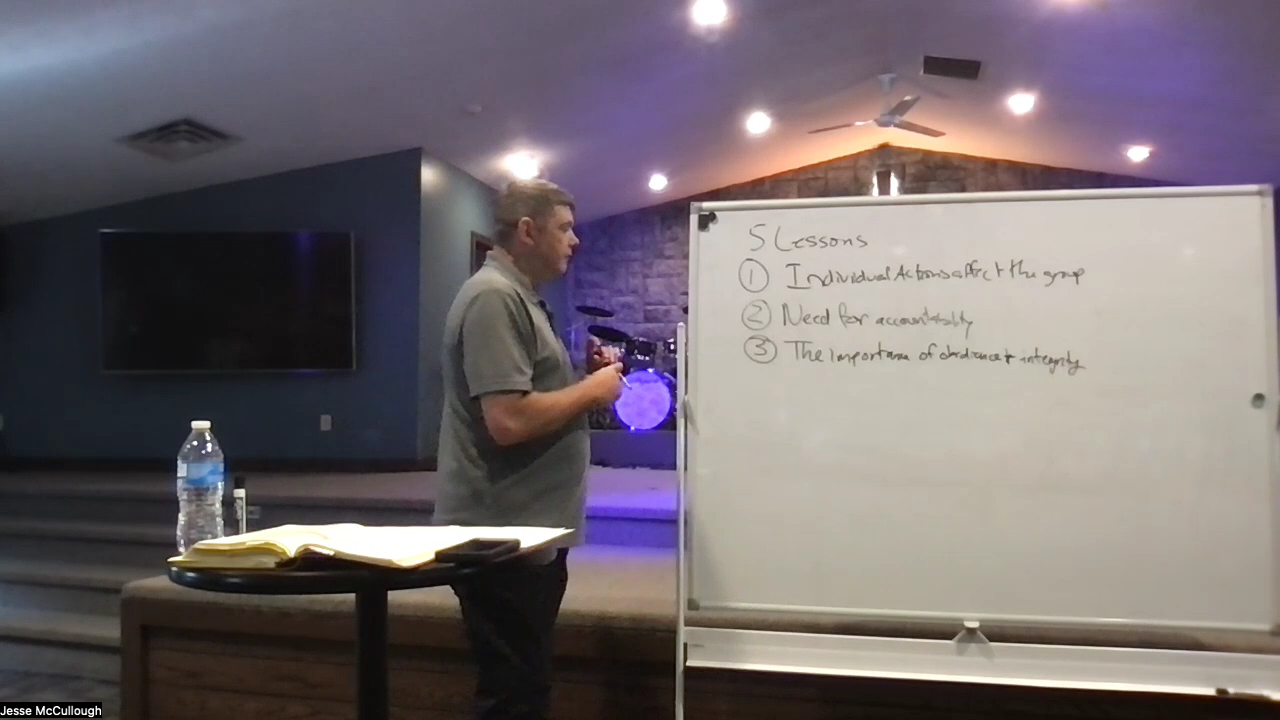 5 Lessons
① Individual Actions affect the group
② Need for accountability
③ The importance of obediance & integrity
Jesse McCullough